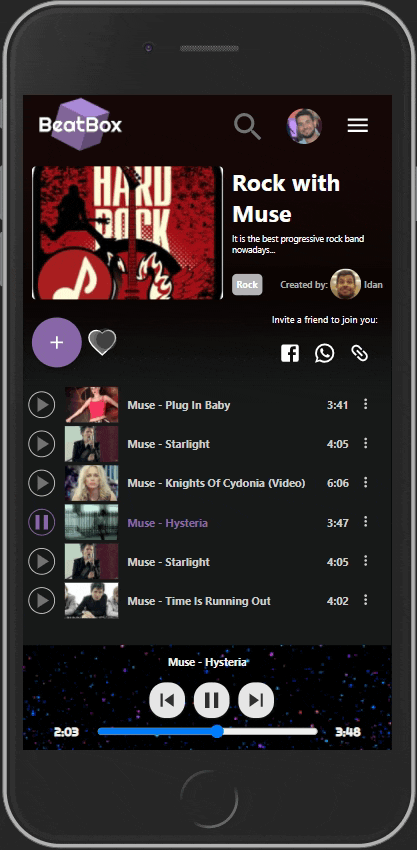 BeatBox
HARD
ROCK
Rock with
Muse
It is the best progressive rock band
nowadays...
Rock
Created by:
Idan
Invite a friend to join you:
Muse - Plug In Baby 3:41
Muse - Starlight 4:05
Muse - Knights Of Cydonia (Video) 6:06
Muse - Hysteria 3:47
Muse - Starlight 4:05
Muse - Time Is Running Out 4:02
Muse - Hysteria
2:03
3:48